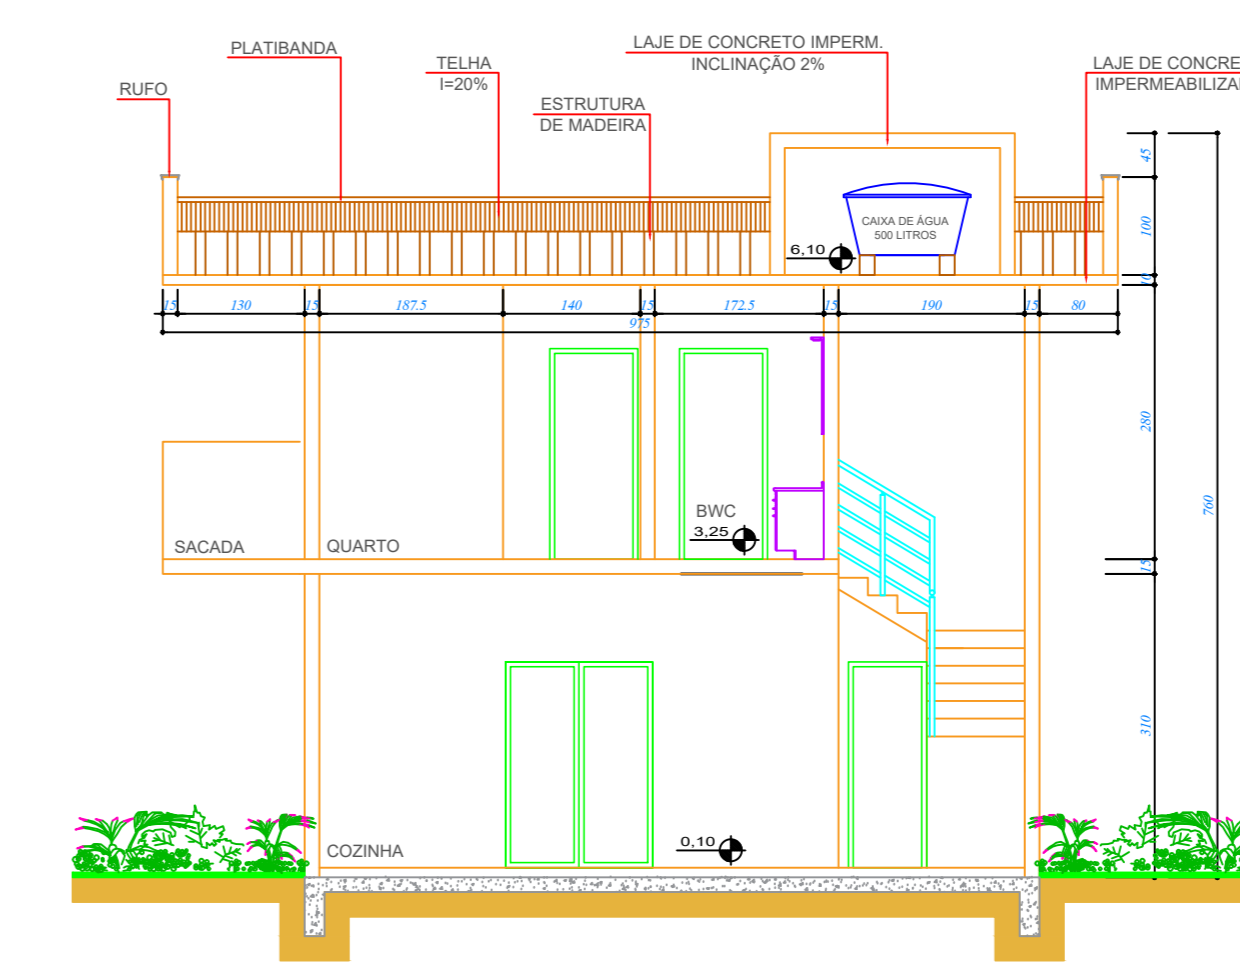 PLATIBANDA
RUFO
TELHA
I=20%
ESTRUTURA
DE MADEIRA
LAJE DE CONCRETO IMPERM.
INCLINAÇÃO 2%
LAJE DE CONCRE
IMPERMEABILIZA
CAIXA DE ÁGUA
500 LITROS
6,10
45
100
10
15 130 15 187.5 140 15 172.5 15 190 15 80
975
280
760
BWC
3,25
SACADA
QUARTO
15
310
COZINHA
0,10